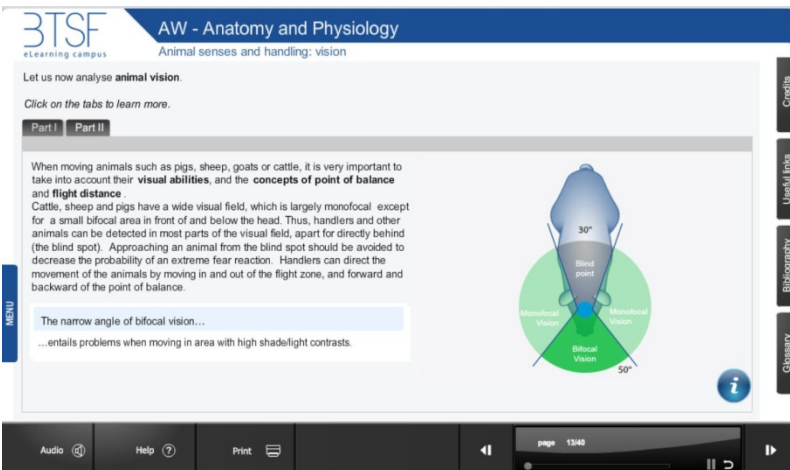 BTSF
eLearning campus
AW - Anatomy and Physiology
Animal senses and handling: vision
Let us now analyse animal vision.
Click on the tabs to learn more.
Part I Part II
When moving animals such as pigs, sheep, goats or cattle, it is very important to
take into account their visual abilities, and the concepts of point of balance
and flight distance .
Cattle, sheep and pigs have a wide visual field, which is largely monofocal except
for a small bifocal area in front of and below the head. Thus, handlers and other
animals can be detected in most parts of the visual field, apart for directly behind
(the blind spot). Approaching an animal from the blind spot should be avoided to
decrease the probability of an extreme fear reaction. Handlers can direct the
movement of the animals by moving in and out of the flight zone, and forward and
backward of the point of balance.
The narrow angle of bifocal vision...
...entails problems when moving in area with high shade/light contrasts.
30°
Blind
point
Monofocal
Vision
Monofocal
Vision
Bifocal
Vision
50°
i
MENU
Credits
Useful links
Bibliography
Glossary
Audio
Help ?
Print
page 13/40